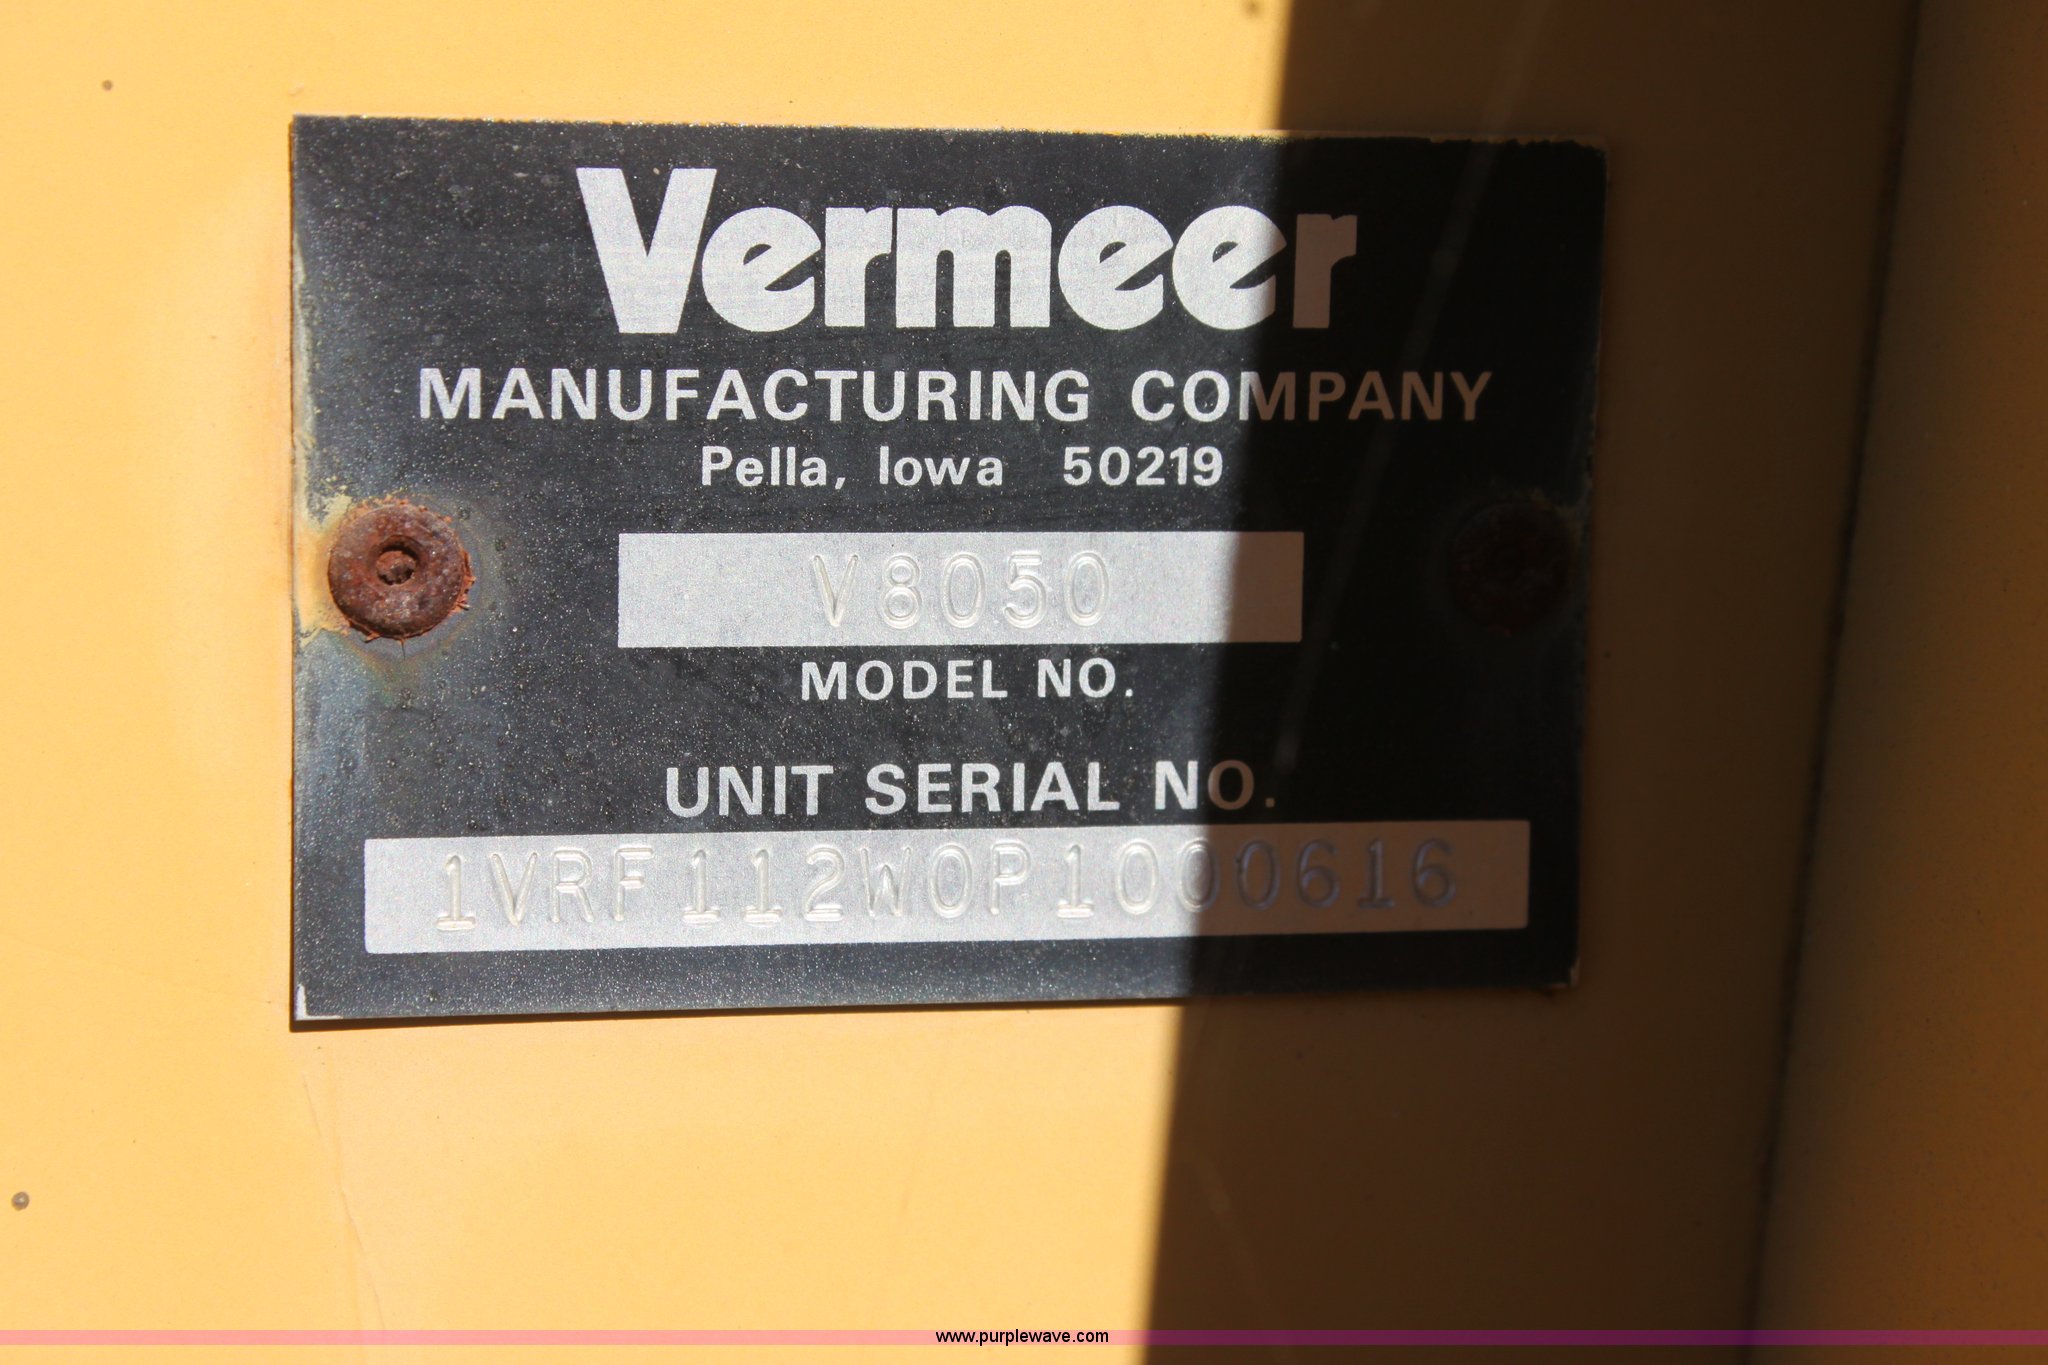 Vermeer
MANUFACTURING COMPANY
Pella, Iowa 50219
V8050
MODEL NO.
UNIT SERIAL NO.
1VRF112W0P1000616
www.purplewave.com